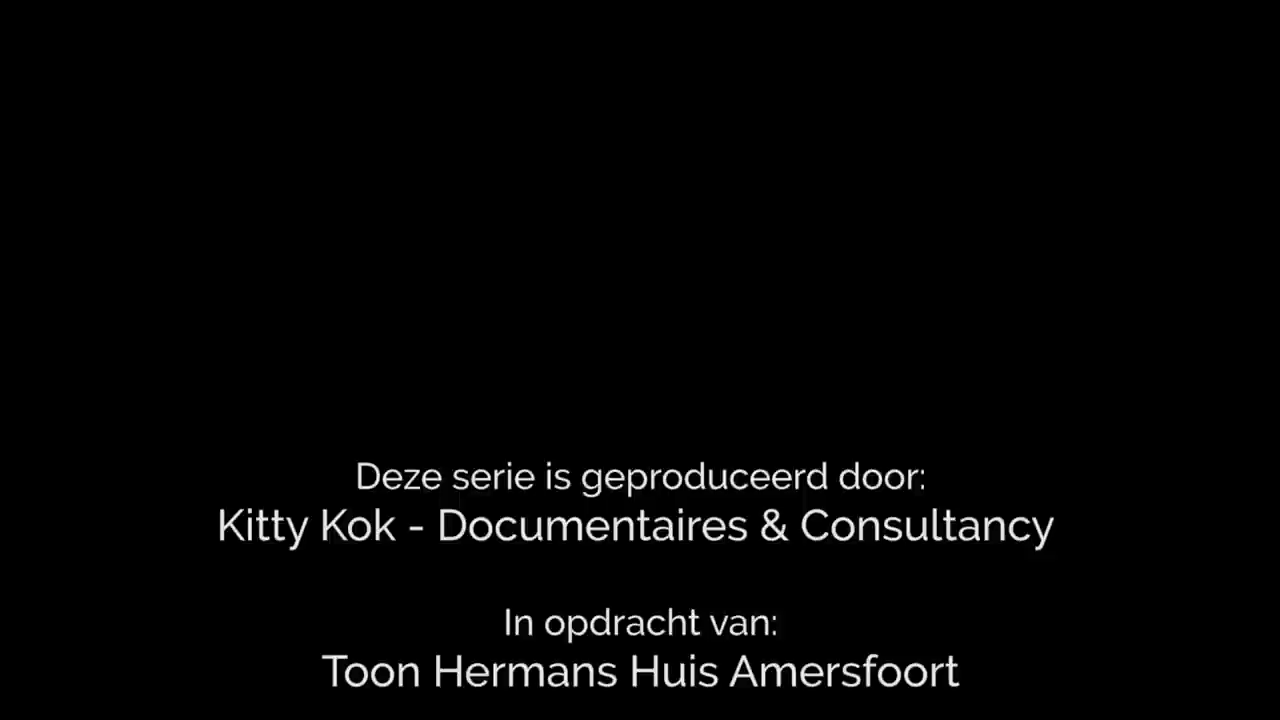 Deze serie is geproduceerd door:
Kitty Kok - Documentaires & Consultancy
In opdracht van:
Toon Hermans Huis Amersfoort